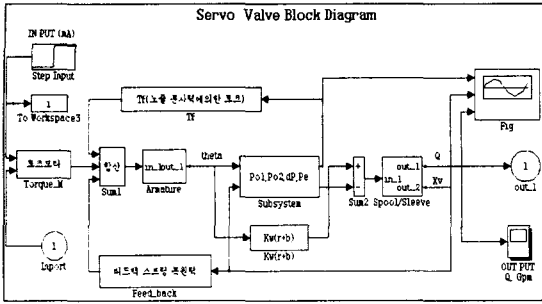 Servo Valve Block Diagram
IN PUT (mA)
Step Input
1
To Workspace3
Tf(노즐 분사력에의한 토크)
Tf
Fig
토크모터
Torque_M
합산
Sum1
in_1out_1
Armature
theta
Po1,Po2,dP,Pe
Subsystem
+
−
Sum2
in_1
out_1
out_2
Spool/Sleeve
Q
Xv
1
out_1
Kw(r+b)
Kw(r+b)
1
Inport
피드백 스프링 복원력
Feed_back
OUT PUT
Q_Gpm